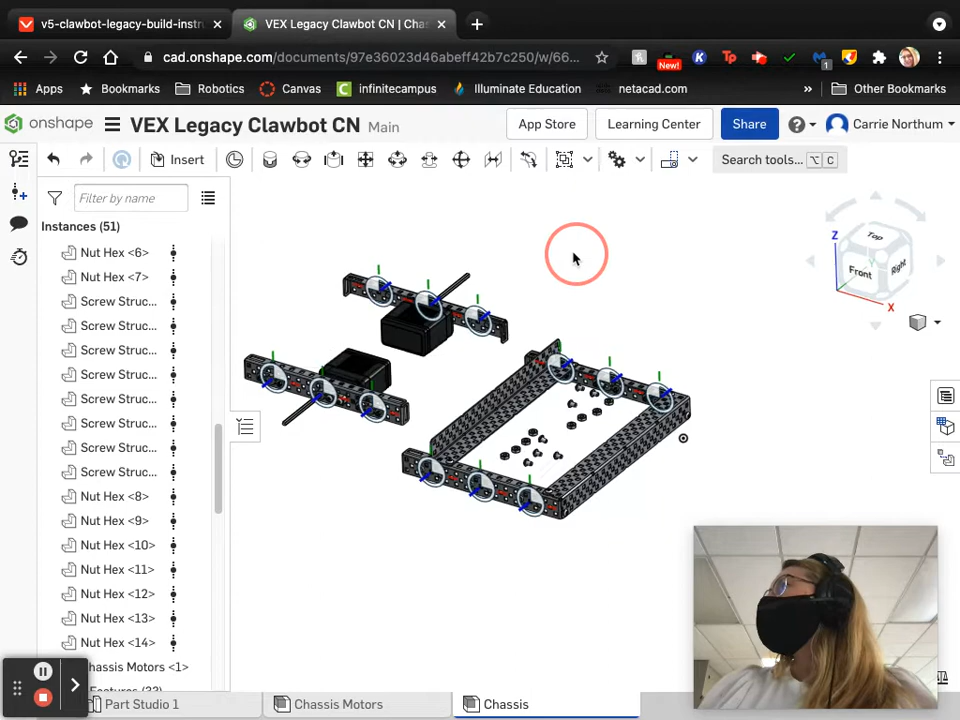 v5-clawbot-legacy-build-instru
VEX Legacy Clawbot CN | Chas
cad.onshape.com/documents/97e36023d46abeff42b7c250/w/66...
New!
1
Apps
Bookmarks
Robotics
Canvas
infinitecampus
Illuminate Education
netacad.com
»
Other Bookmarks
onshape
VEX Legacy Clawbot CN
Main
App Store
Learning Center
Share
Carrie Northum
Insert
Search tools...
⌥ C
Filter by name
Instances (51)
Nut Hex <6>
Nut Hex <7>
Screw Struc...
Screw Struc...
Screw Struc...
Screw Struc...
Screw Struc...
Screw Struc...
Screw Struc...
Screw Struc...
Nut Hex <8>
Nut Hex <9>
Nut Hex <10>
Nut Hex <11>
Nut Hex <12>
Nut Hex <13>
Nut Hex <14>
hassis Motors <1>
Z
Top
Front
Right
X
Part Studio 1
Chassis Motors
Chassis